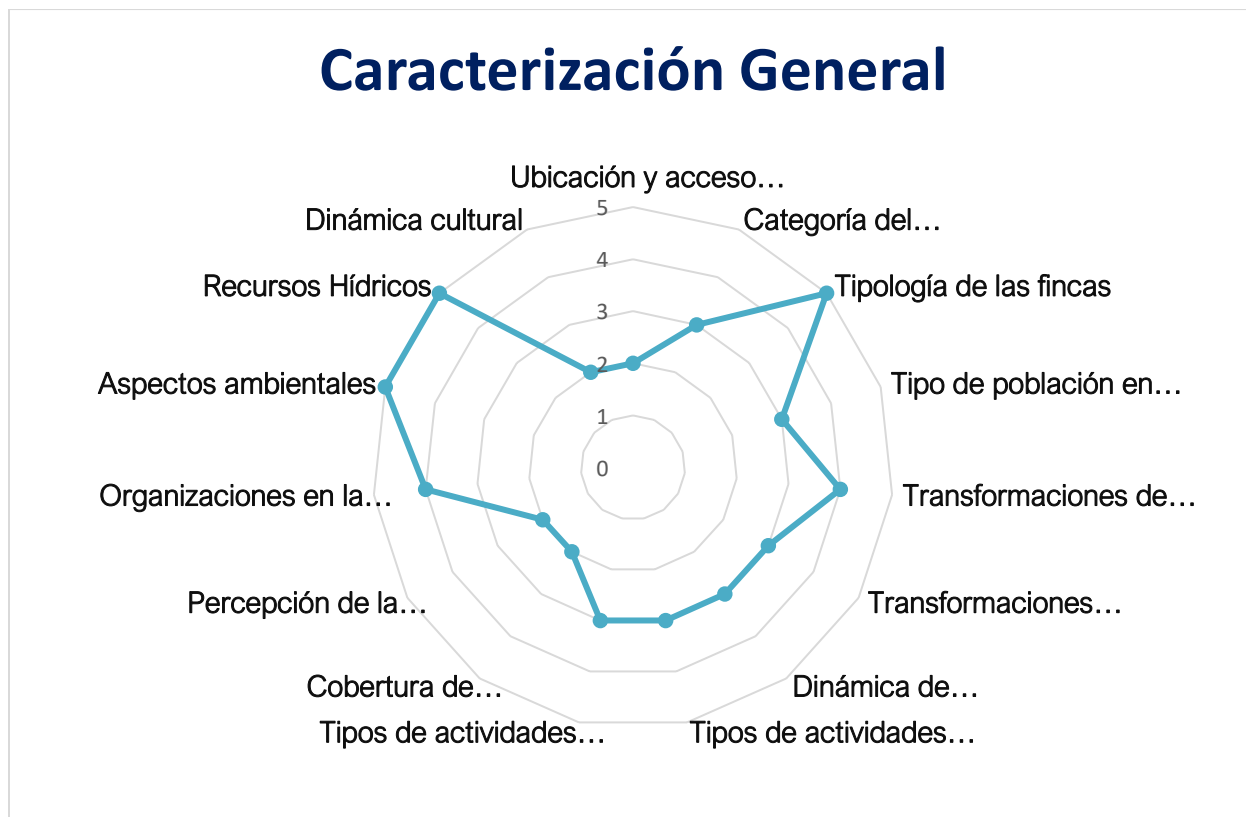 Caracterización General
Ubicación y acceso…
Dinámica cultural
Categoría del…
Recursos Hídricos
Tipología de las fincas
Aspectos ambientales
Tipo de población en…
Organizaciones en la…
Transformaciones de…
Percepción de la…
Transformaciones…
Cobertura de…
Dinámica de…
Tipos de actividades…
Tipos de actividades…
5
4
3
2
1
0